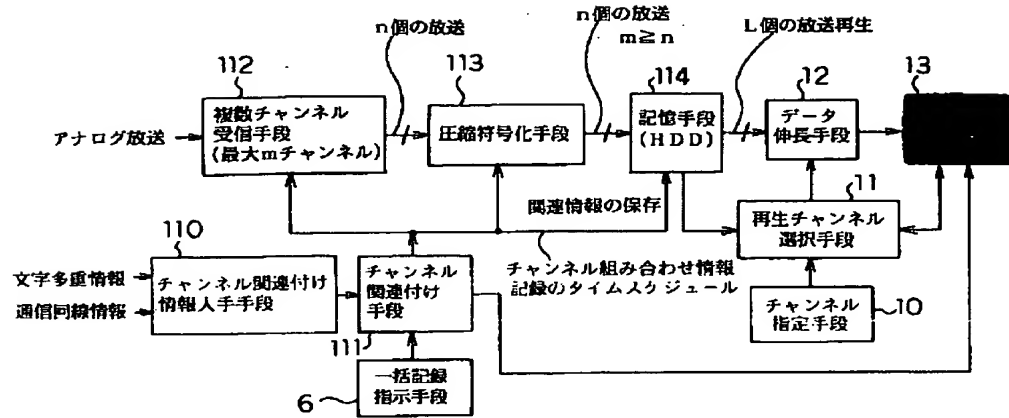 n個の放送
n個の放送
m≧n
L個の放送再生
112
113
114
12
13
複数チャンネル
受信手段
(最大mチャンネル)
圧縮符号化手段
記憶手段
(HDD)
データ
伸長手段
アナログ放送
11
関連情報の保存
再生チャンネル
選択手段
110
文字多重情報
通信回線情報
チャンネル関連付け
情報入手手段
チャンネル
関連付け
手段
チャンネル組み合わせ情報
記録のタイムスケジュール
チャンネル
指定手段
10
111
一括記録
指示手段
6